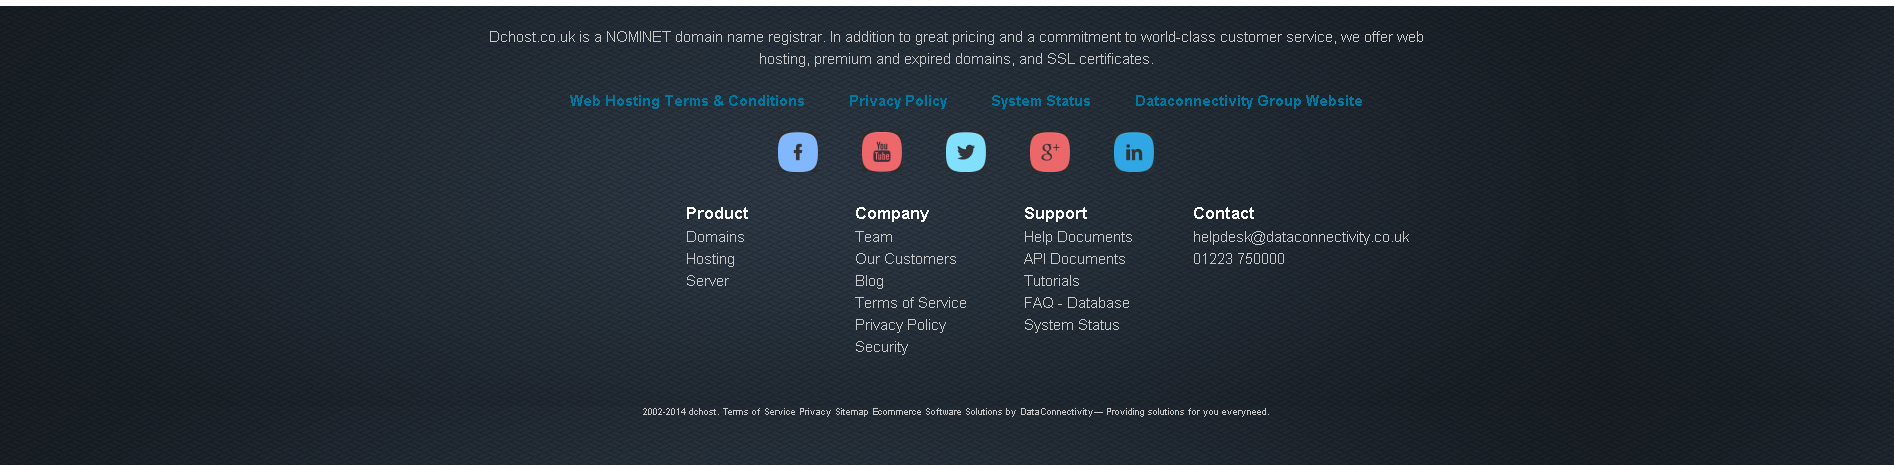 Dchost.co.uk is a NOMINET domain name registrar. In addition to great pricing and a commitment to world-class customer service, we offer web
hosting, premium and expired domains, and SSL certificates.
Web Hosting Terms & Conditions Privacy Policy System Status Dataconnectivity Group Website
f You Tube g+ in
Product
Domains
Hosting
Server
Company
Team
Our Customers
Blog
Terms of Service
Privacy Policy
Security
Support
Help Documents
API Documents
Tutorials
FAQ - Database
System Status
Contact
helpdesk@dataconnectivity.co.uk
01223 750000
2002-2014 dchost. Terms of Service Privacy Sitemap Ecommerce Software Solutions by DataConnectivity— Providing solutions for you everyneed.